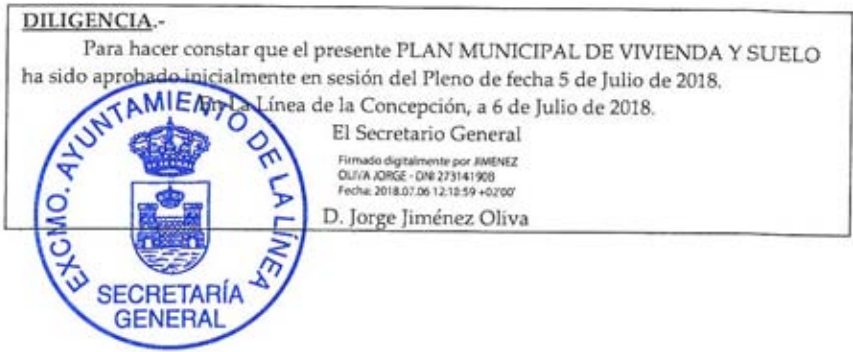 DILIGENCIA.-
Para hacer constar que el presente PLAN MUNICIPAL DE VIVIENDA Y SUELO
ha sido aprobado inicialmente en sesión del Pleno de fecha 5 de Julio de 2018.
En La Línea de la Concepción, a 6 de Julio de 2018.
El Secretario General
Firmado digitalmente por JIMENEZ
OLIVA JORGE - DNI 27314190B
Fecha: 2018.07.06 12:18:59 +02'00'
D. Jorge Jiménez Oliva
EXCMO. AYUNTAMIENTO DE LA LÍNEA
SECRETARÍA
GENERAL